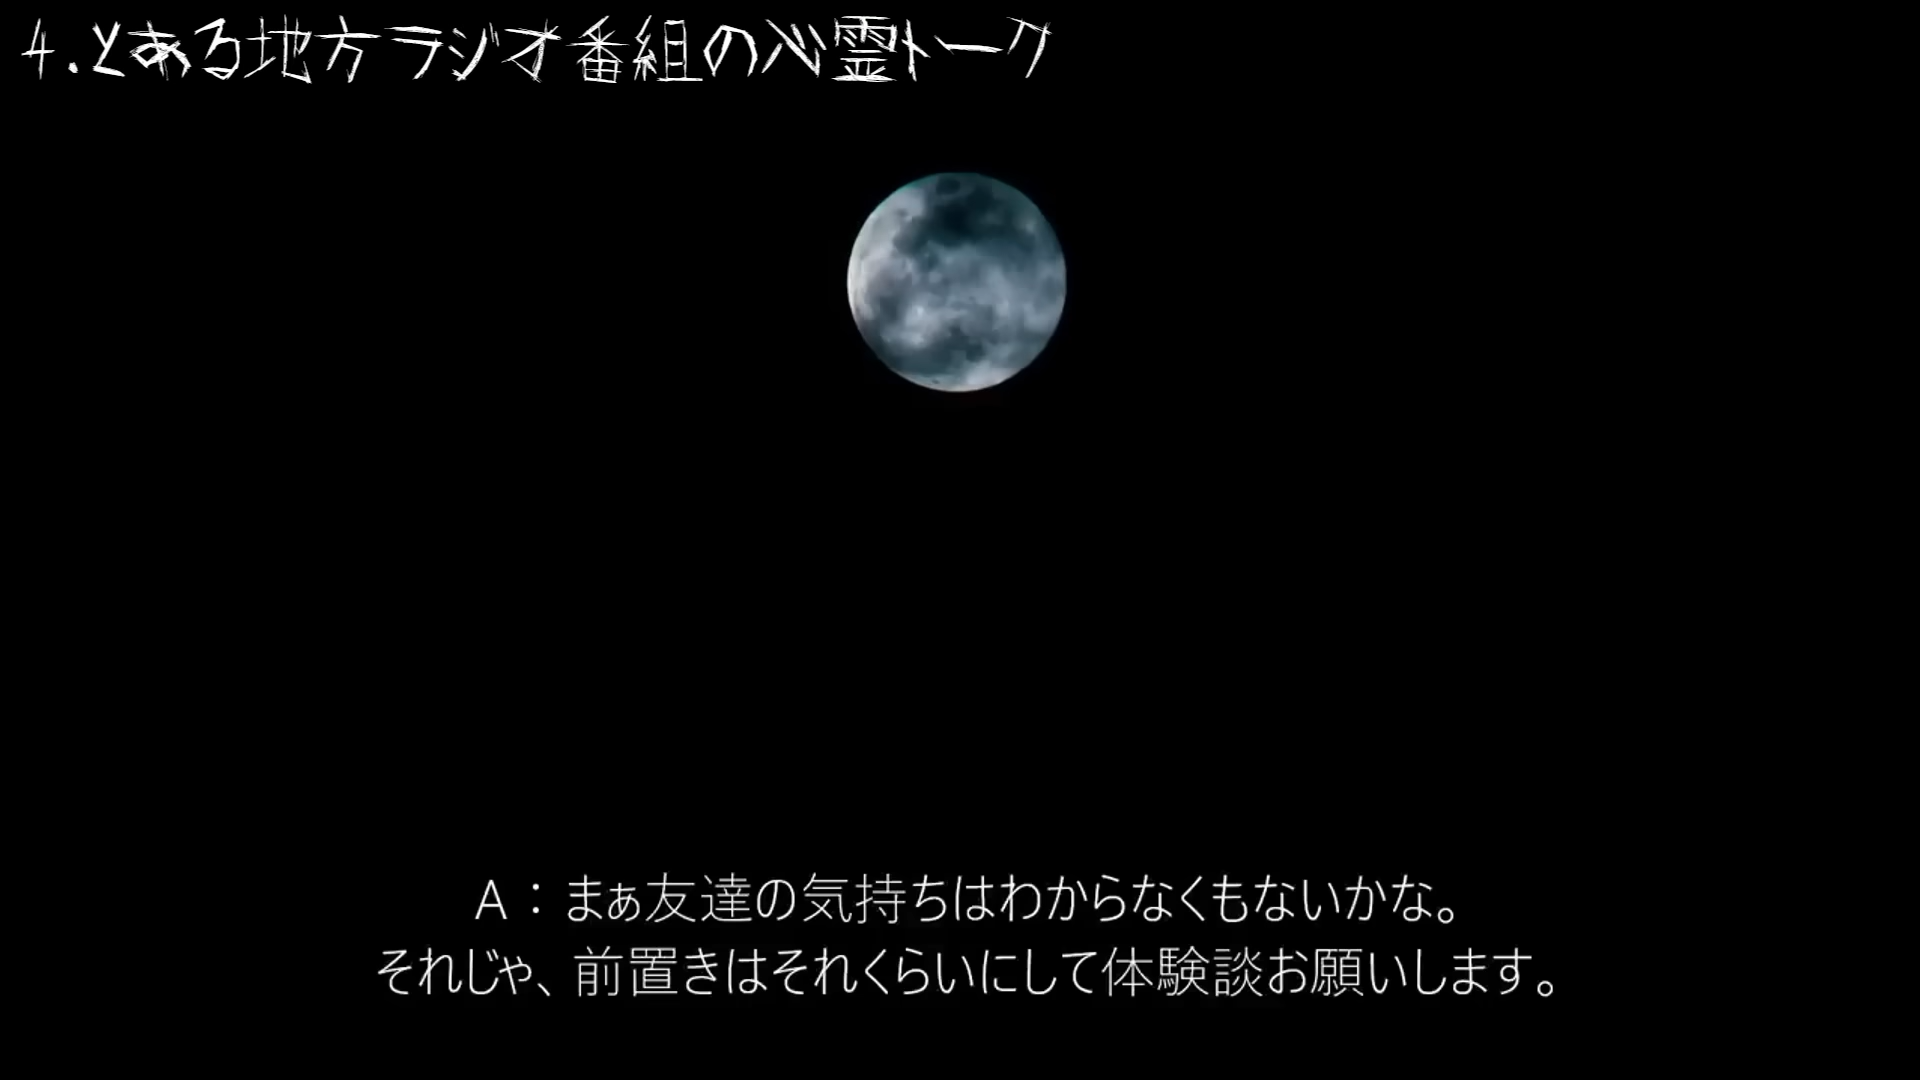 4.とある地方ラジオ番組の心霊トーク
A：まぁ友達の気持ちはわからなくもないかな。
それじゃ、前置きはそれくらいにして体験談お願いします。